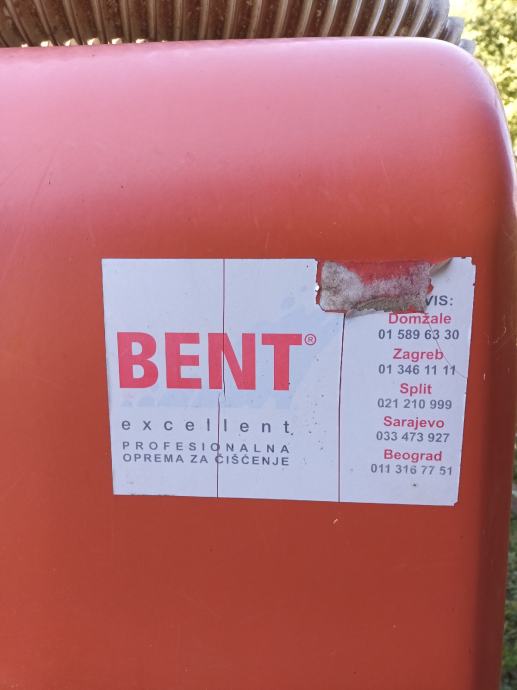 BENT®
excellent
PROFESIONALNA
OPREMA ZA ČIŠĆENJE
VIS:
Domžale
01 589 63 30
Zagreb
01 346 11 11
Split
021 210 999
Sarajevo
033 473 927
Beograd
011 316 77 51